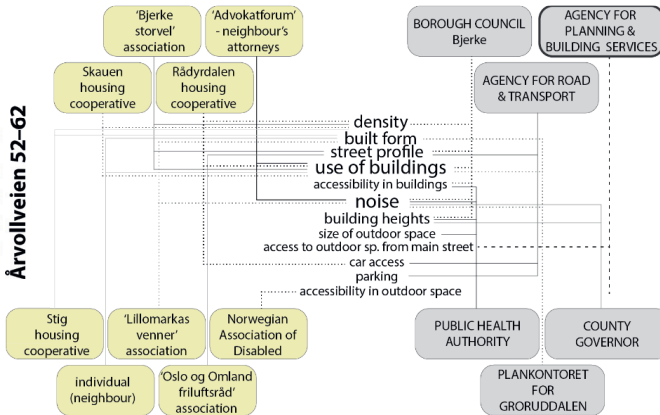 Årvollveien 52–62
'Bjerke
storvel'
association
'Advokatforum'
- neighbour's
attorneys
BOROUGH COUNCIL
Bjerke
AGENCY FOR
PLANNING &
BUILDING SERVICES
Skauen
housing
cooperative
Rådyrdalen
housing
cooperative
AGENCY FOR ROAD
& TRANSPORT
density
built form
street profile
use of buildings
accessibility in buildings
noise
building heights
size of outdoor space
access to outdoor sp. from main street
car access
parking
accessibility in outdoor space
Stig
housing
cooperative
'Lillomarkas
venner'
association
Norwegian
Association of
Disabled
PUBLIC HEALTH
AUTHORITY
COUNTY
GOVERNOR
individual
(neighbour)
'Oslo og Omland
friluftsråd'
association
PLANKONTORET
FOR
GRORUDDALEN